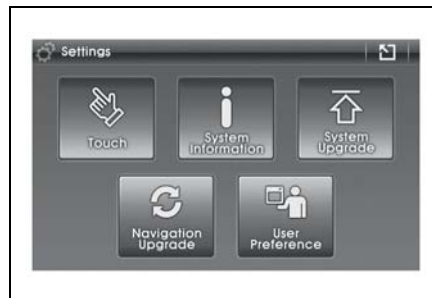 Settings
Touch
System
Information
System
Upgrade
Navigation
Upgrade
User
Preference